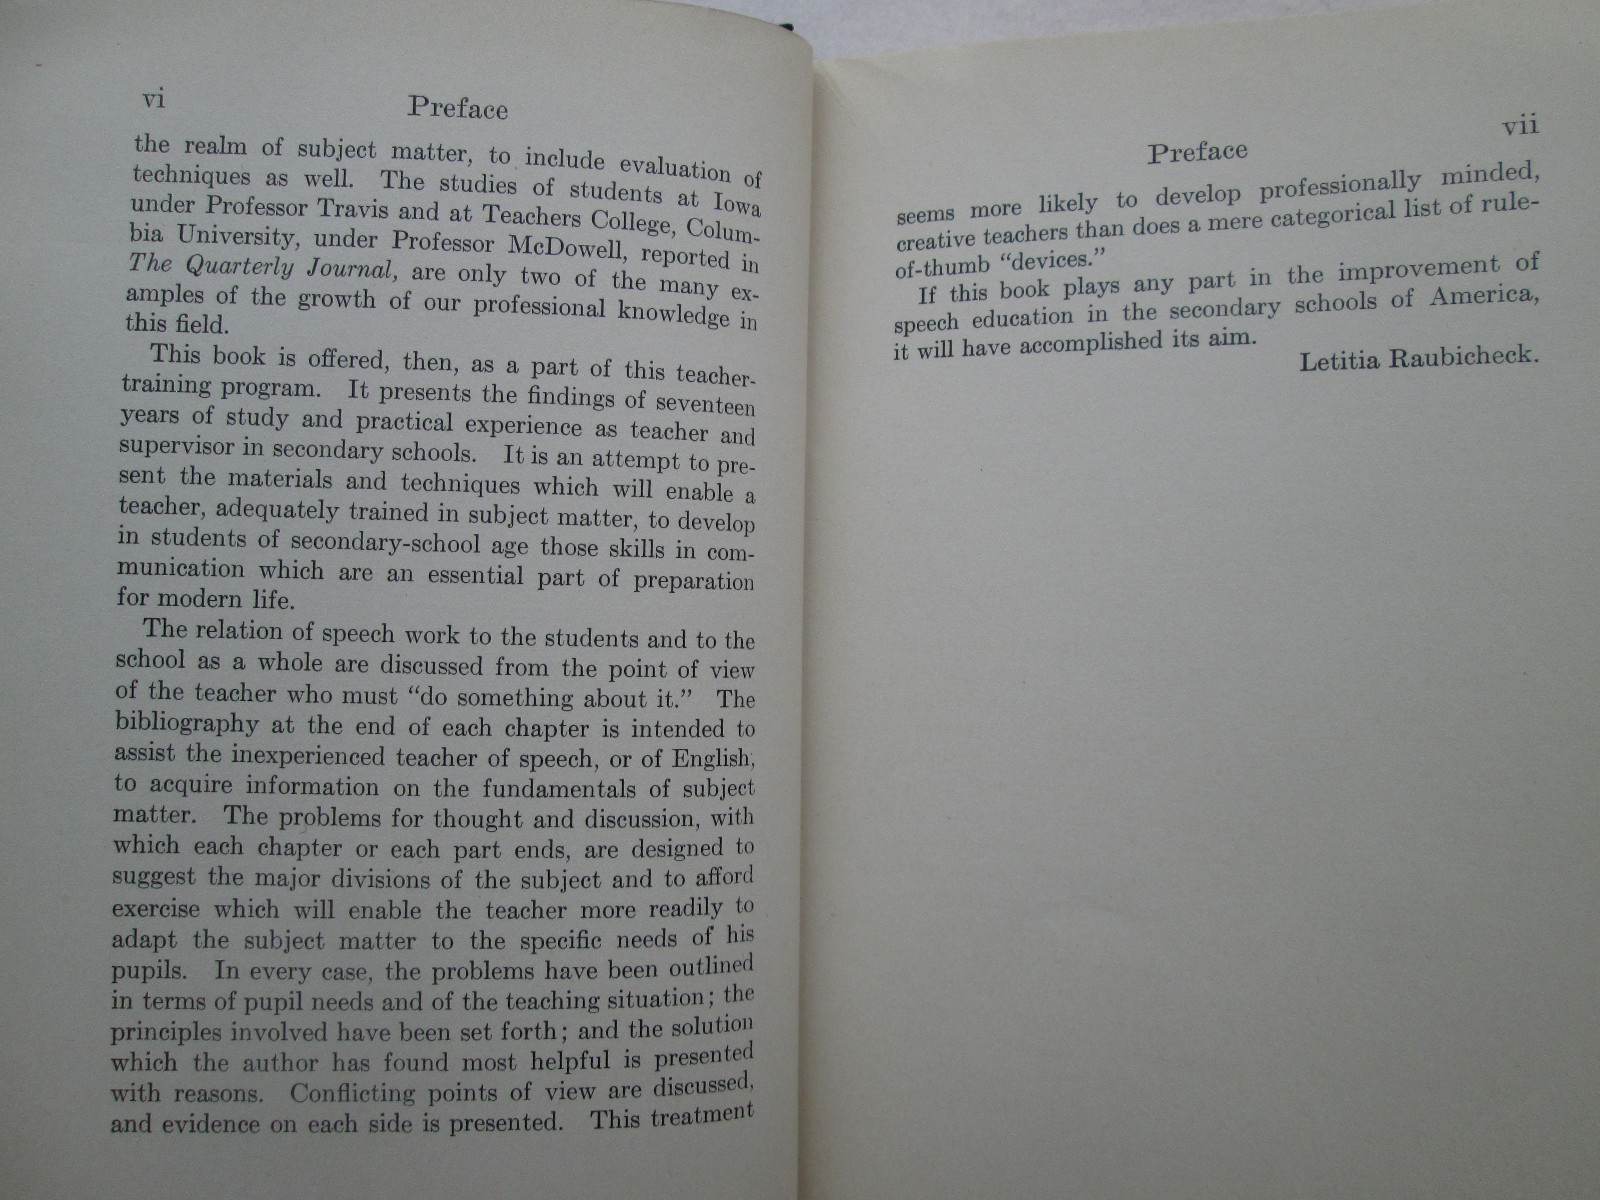 vi
Preface
the realm of subject matter, to include evaluation of
techniques as well. The studies of students at Iowa
under Professor Travis and at Teachers College, Colum-
bia University, under Professor McDowell, reported in
The Quarterly Journal, are only two of the many ex-
amples of the growth of our professional knowledge in
this field.
This book is offered, then, as a part of this teacher-
training program. It presents the findings of seventeen
years of study and practical experience as teacher and
supervisor in secondary schools. It is an attempt to pre-
sent the materials and techniques which will enable a
teacher, adequately trained in subject matter, to develop
in students of secondary-school age those skills in com-
munication which are an essential part of preparation
for modern life.
The relation of speech work to the students and to the
school as a whole are discussed from the point of view
of the teacher who must "do something about it." The
bibliography at the end of each chapter is intended to
assist the inexperienced teacher of speech, or of English,
to acquire information on the fundamentals of subject
matter. The problems for thought and discussion, with
which each chapter or each part ends, are designed to
suggest the major divisions of the subject and to afford
exercise which will enable the teacher more readily to
adapt the subject matter to the specific needs of his
pupils. In every case, the problems have been outlined
in terms of pupil needs and of the teaching situation; the
principles involved have been set forth; and the solution
which the author has found most helpful is presented
with reasons. Conflicting points of view are discussed,
and evidence on each side is presented. This treatment
vii
Preface
seems more likely to develop professionally minded,
creative teachers than does a mere categorical list of rule-
of-thumb "devices."
If this book plays any part in the improvement of
speech education in the secondary schools of America,
it will have accomplished its aim.
Letitia Raubicheck.